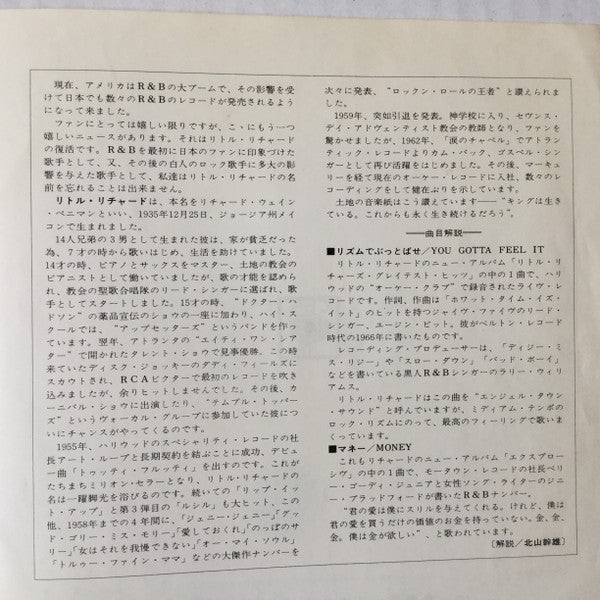 現在、アメリカはR&Bの大ブームで、その影響を受
けて日本でも数々のR&Bのレコードが発売されるよう
になって来ました。
ファンにとっては嬉しい限りですが、こゝにもう一つ
嬉しいニュースがあります。それはリトル・リチャード
の復活です。R&Bを最初に日本のファンに印象づけた
歌手として、又、その後の白人のロック歌手に多大の影
響を与えた歌手として、私達はリトル・リチャードの名
前を忘れることは出来ません。
リトル・リチャードは、本名をリチャード・ウェイン
・ペニマンといい、1935年12月25日、ジョージア州メイ
コンで生まれました。
14人兄弟の3男として生まれた彼は、家が貧乏だった
為、7才の時から歌いはじめ、生活を助けていました。
14才の時、ピアノとサックスをマスター、土地の教会の
ピアニストとして働いていましたが、歌の才能を認めら
れ、教会の聖歌合唱隊のリード・シンガーに選ばれ、歌
手としてスタートしました。15才の時、“ドクター・ハ
ドソン”の薬品宣伝のショウの一座に加わり、ハイ・ス
クールでは、“アップセッターズ”というバンドを作っ
ています。翌年、アトランタの“エイティ・ワン・シア
ター”で開かれたタレント・ショウで見事優勝、この時
来ていたディスク・ジョッキーのダディ・フィールズに
スカウトされ、RCAビクターで最初のレコードを吹き
込みましたが、余りヒットしませんでした。その後、カ
ーニバル・ショウに出演したり、“テムプル・トッパー
ズ”というヴォーカル・グループに参加していた彼につ
いにチャンスがやってくるのです。
1955年、ハリウッドのスペシャリティ・レコードの社
長アート・ループと長期契約を結ぶことに成功、デビュ
ー曲「トゥッティ・フルッティ」を出すのです。これが
たちまちミリオン・セラーとなり、リトル・リチャードの
名は一躍脚光を浴びるのです。続いての「リップ・イッ
ト・アップ」と第3弾目の「ルシル」も大ヒット、この
他、1958年までの4年間に、「ジェニー・ジェニー」「グッ
ド・ゴリー・ミス・モリー」「愛しておくれ」「のっぽのサ
リー」「女はそれを我慢できない」「オー・マイ・ソウル」
「トルゥー・ファイン・ママ」などの大傑作ナンバーを
次々に発表、“ロックン・ロールの王者”と讃えられま
した。
1959年、突如引退を発表。神学校に入り、セヴンス・
デイ・アドヴェンティスト教会の教師となり、ファンを
驚かせましたが、1962年、「涙のチャペル」でアトラン
ティック・レコードよりカム・バック、ゴスペル・シン
ガーとして再び活躍をはじめました。その後、マーキュ
リーを経て現在のオーケー・レコードに入社、数々のレ
コーディングをして健在ぶりを示しています。
土地の音楽紙はこう讃えています――“キングは生き
ている。これからも永く生き続けるだろう”。
――曲目解説――
■リズムでぶっとばせ／YOU GOTTA FEEL IT
リトル・リチャードのニュー・アルバム「リトル・リ
チャーズ・グレイテスト・ヒッツ」の中の1曲で、ハリ
ウッドの“オーケー・クラブ”で録音されたライヴ・レ
コードです。作詞、作曲は「ホワット・タイム・イズ・
イット」のヒットを持つジャイヴ・ファイヴのリード・
シンガー、ユージン・ピット。彼がベルトン・レコード
時代の1966年に書いたものです。
レコーディング・プロデューサーは、「ディジー・ミ
ス・リジー」や「スロー・ダウン」「バッド・ボーイ」
などを書いている黒人R&Bシンガーのラリー・ウィリ
アムス。
リトル・リチャードはこの曲を“エンジェル・タウン
・サウンド”と呼んでいますが、ミディアム・テンポの
ロック・リズムにのって、最高のフィーリングで歌いま
くっています。
■マネー／MONEY
これもリトル・リチャードのニュー・アルバム「エクスプローシ
ヴ」の中の1曲で、モータウン・レコードの社長ベリ
ー・ゴーディ・ジュニアと女性ソング・ライターのジニ
ー・ブラッドフォードが書いたR&Bナンバー。
“君の愛は僕にスリルを与えてくれる。けれど、僕は
君の愛を買うだけの価値のお金を持っていない。金、金、
金。僕は金が欲しい”、と歌われています。
〔解説／北山幹雄〕